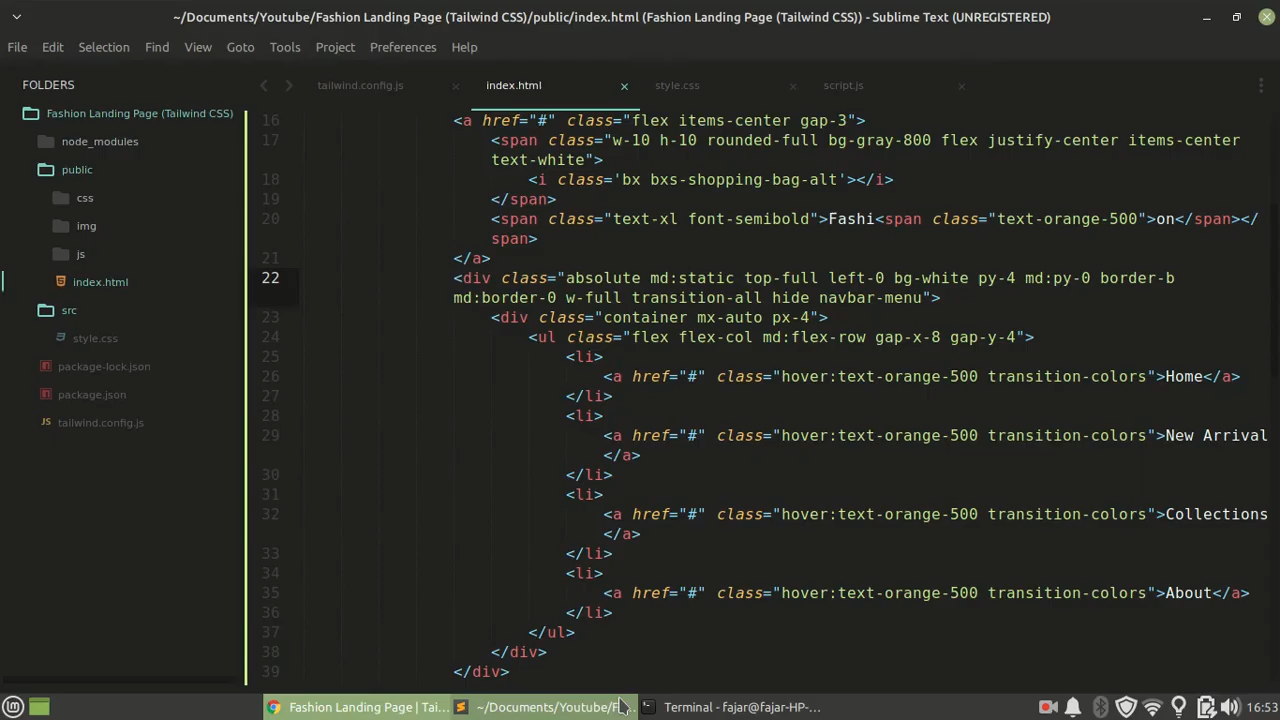 ~/Documents/Youtube/Fashion Landing Page (Tailwind CSS)/public/index.html (Fashion Landing Page (Tailwind CSS)) - Sublime Text (UNREGISTERED)
File Edit Selection Find View Goto Tools Project Preferences Help
FOLDERS
Fashion Landing Page (Tailwind CSS)
node_modules
public
css
img
js
index.html
src
style.css
package-lock.json
package.json
JS tailwind.config.js
tailwind.config.js index.html style.css script.js
16 <a href="#" class="flex items-center gap-3">
17 <span class="w-10 h-10 rounded-full bg-gray-800 flex justify-center items-center
text-white">
18 <i class='bx bxs-shopping-bag-alt'></i>
19 </span>
20 <span class="text-xl font-semibold">Fashi<span class="text-orange-500">on</span></
span>
21 </a>
22 <div class="absolute md:static top-full left-0 bg-white py-4 md:py-0 border-b
md:border-0 w-full transition-all hide navbar-menu">
23 <div class="container mx-auto px-4">
24 <ul class="flex flex-col md:flex-row gap-x-8 gap-y-4">
25 <li>
26 <a href="#" class="hover:text-orange-500 transition-colors">Home</a>
27 </li>
28 <li>
29 <a href="#" class="hover:text-orange-500 transition-colors">New Arrival
</a>
30 </li>
31 <li>
32 <a href="#" class="hover:text-orange-500 transition-colors">Collections
</a>
33 </li>
34 <li>
35 <a href="#" class="hover:text-orange-500 transition-colors">About</a>
36 </li>
37 </ul>
38 </div>
39 </div>
Fashion Landing Page | Tai... ~/Documents/Youtube/F... Terminal - fajar@fajar-HP-... 16:53